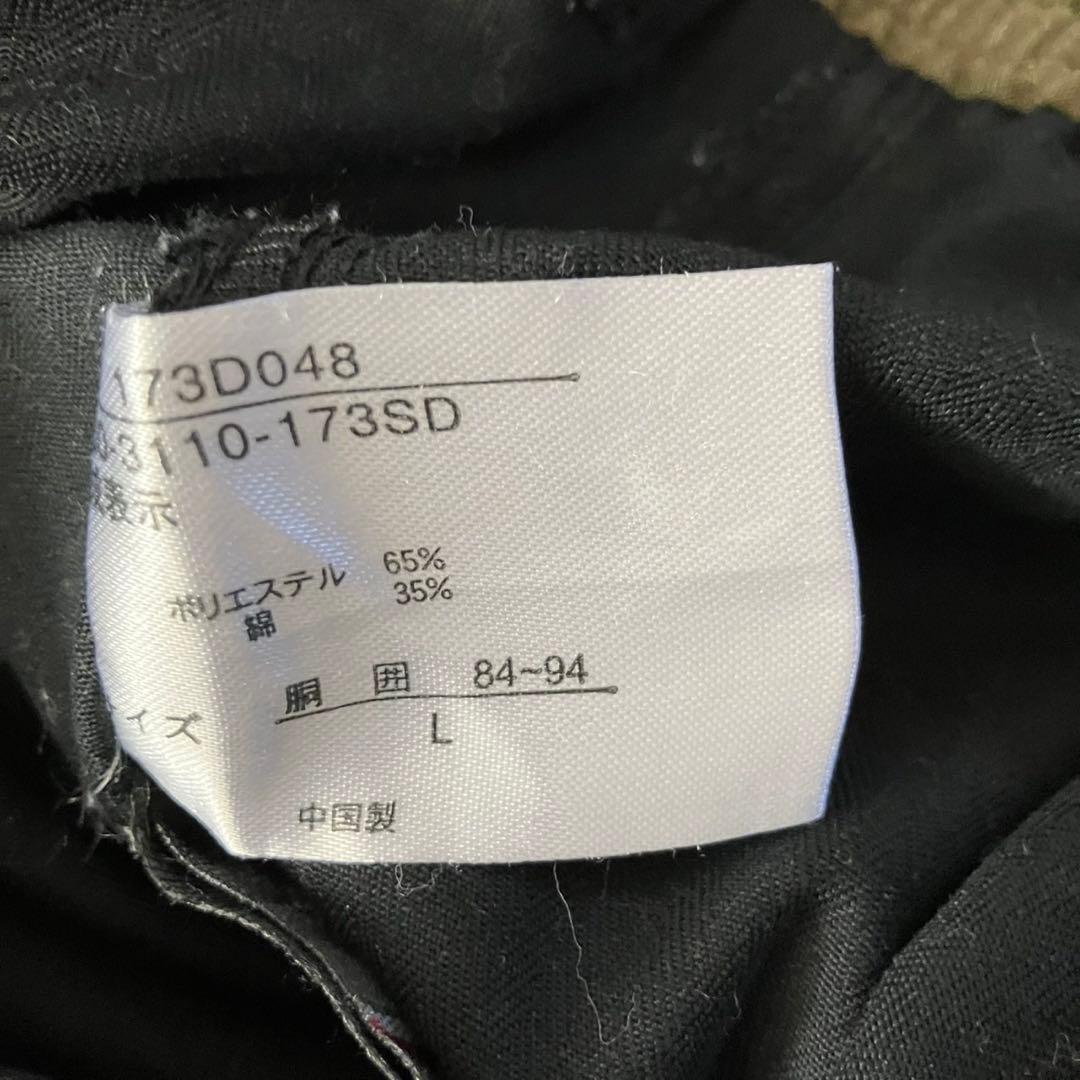 173D048
3110-173SD
表示
ポリエステル 65%
綿 35%
胴 囲 84~94
イズ L
中国製